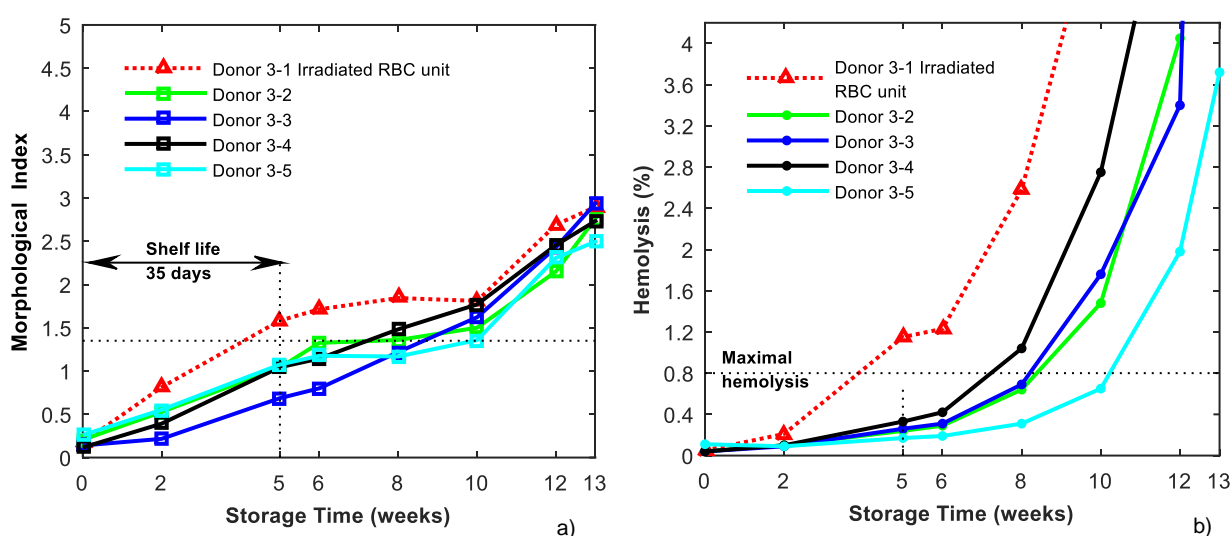 5
4.5
4
3.5
3
2.5
2
1.5
1
0.5
0
Morphological Index
Donor 3-1 Irradiated RBC unit
Donor 3-2
Donor 3-3
Donor 3-4
Donor 3-5
Shelf life
35 days
0 2 5 6 8 10 12 13
Storage Time (weeks)
a)
4
3.6
3.2
2.8
2.4
2
1.6
1.2
0.8
0.4
0
Hemolysis (%)
Donor 3-1 Irradiated
RBC unit
Donor 3-2
Donor 3-3
Donor 3-4
Donor 3-5
Maximal
hemolysis
0 2 5 6 8 10 12 13
Storage Time (weeks)
b)